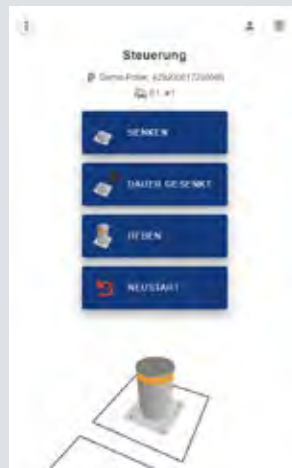 Steuerung
Demo-Poller,
SENKEN
DAUER GESENKT
HEBEN
NEUSTART